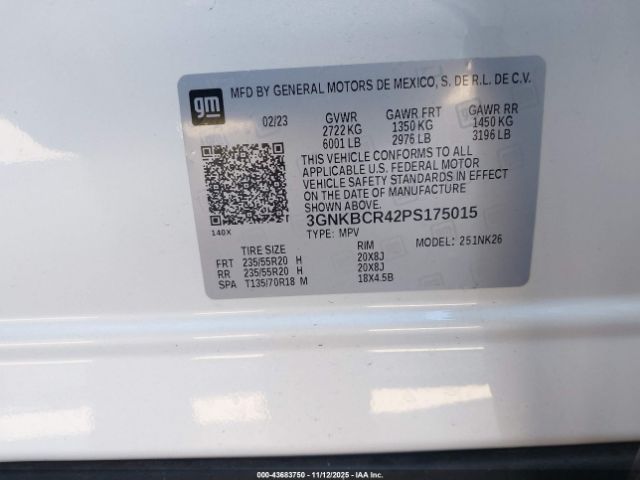 gm
MFD BY GENERAL MOTORS DE MEXICO, S. DE R.L. DE C.V.
02/23 GVWR GAWR FRT GAWR RR
2722 KG 1350 KG 1450 KG
6001 LB 2976 LB 3196 LB
THIS VEHICLE CONFORMS TO ALL
APPLICABLE U.S. FEDERAL MOTOR
VEHICLE SAFETY STANDARDS IN EFFECT
ON THE DATE OF MANUFACTURE
SHOWN ABOVE.
3GNKBCR42PS175015
140X
TYPE: MPV MODEL: 251NK26
TIRE SIZE RIM
FRT 235/55R20 H 20X8J
RR 235/55R20 H 20X8J
SPA T135/70R18 M 18X4.5B
000-43683750 - 11/12/2025 - IAAI.com